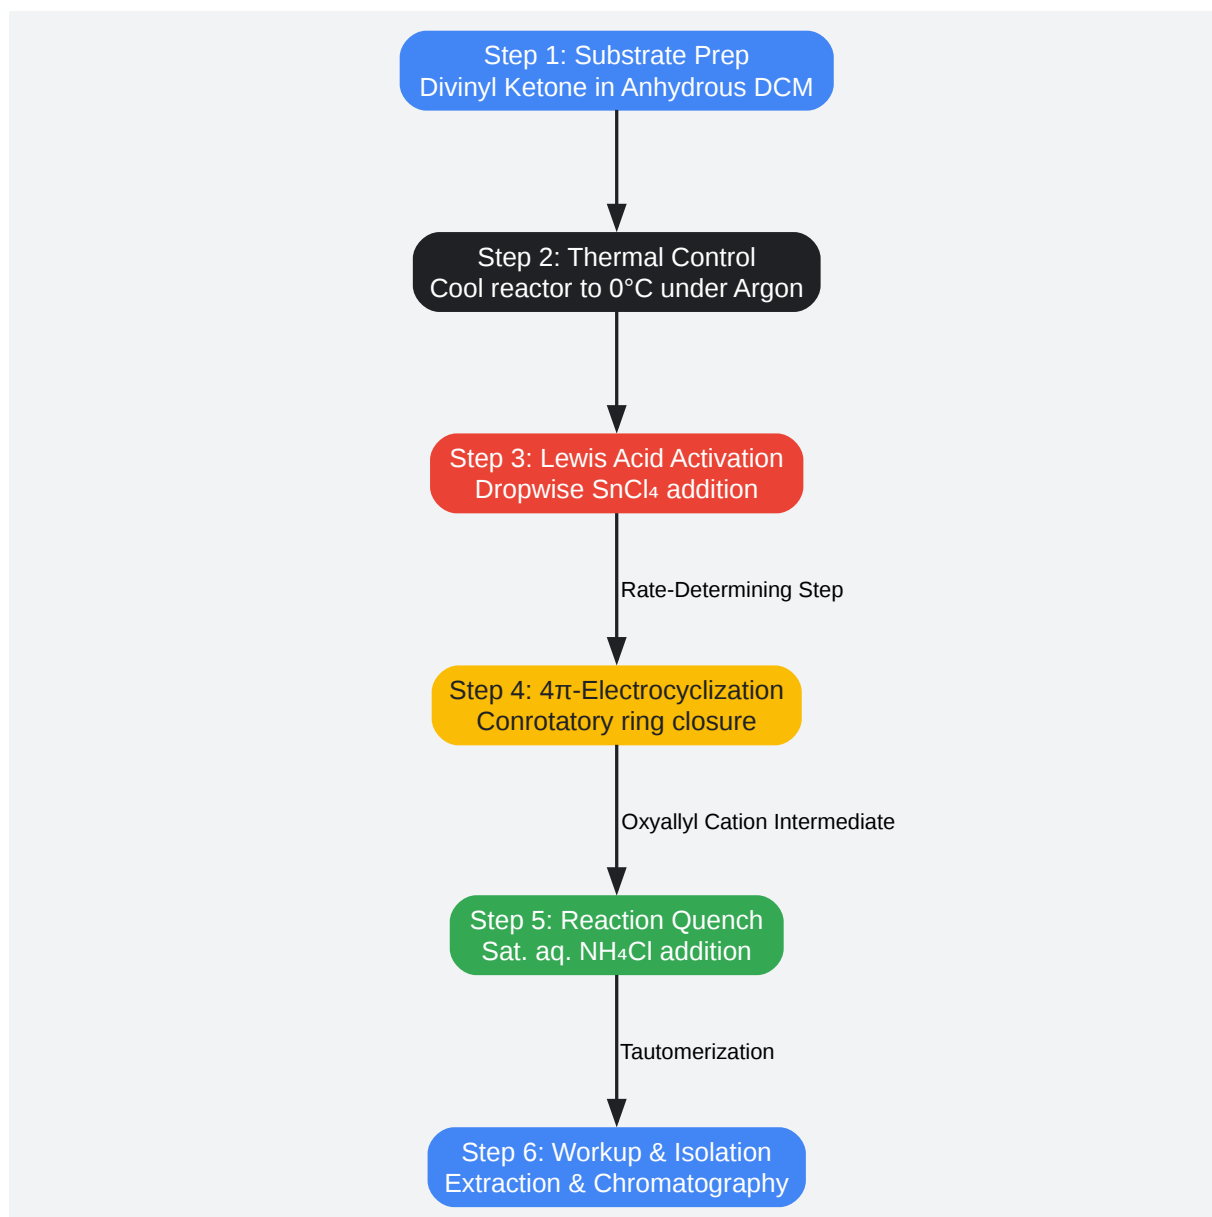 Step 1: Substrate Prep
Divinyl Ketone in Anhydrous DCM
Step 2: Thermal Control
Cool reactor to 0°C under Argon
Step 3: Lewis Acid Activation
Dropwise SnCl₄ addition
Rate-Determining Step
Step 4: 4π-Electrocyclization
Conrotatory ring closure
Oxyallyl Cation Intermediate
Step 5: Reaction Quench
Sat. aq. NH₄Cl addition
Tautomerization
Step 6: Workup & Isolation
Extraction & Chromatography